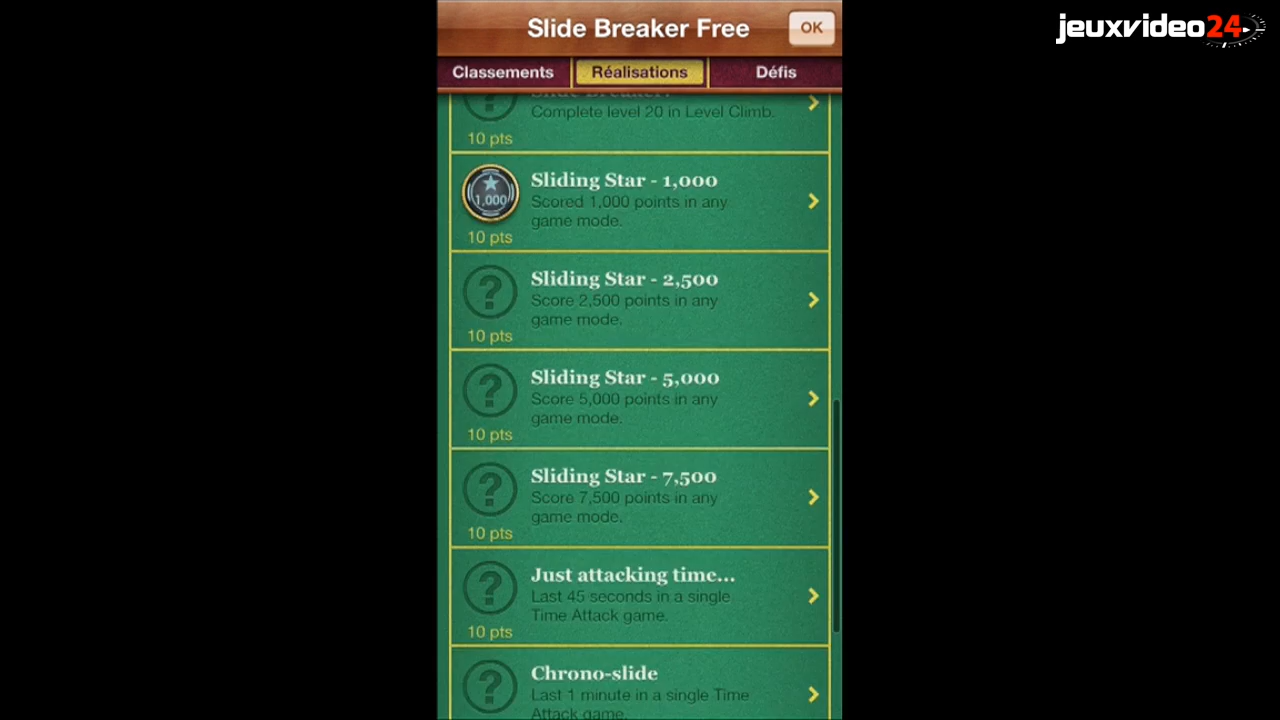 Slide Breaker Free
OK
jeuxvideo24
Classements
Réalisations
Défis
Slide Breaker!
Complete level 20 in Level Climb.
10 pts
Sliding Star - 1,000
1,000
Scored 1,000 points in any
game mode.
10 pts
Sliding Star - 2,500
Score 2,500 points in any
game mode.
10 pts
Sliding Star - 5,000
Score 5,000 points in any
game mode.
10 pts
Sliding Star - 7,500
Score 7,500 points in any
game mode.
10 pts
Just attacking time...
Last 45 seconds in a single
Time Attack game.
10 pts
Chrono-slide
Last 1 minute in a single Time
Attack game.